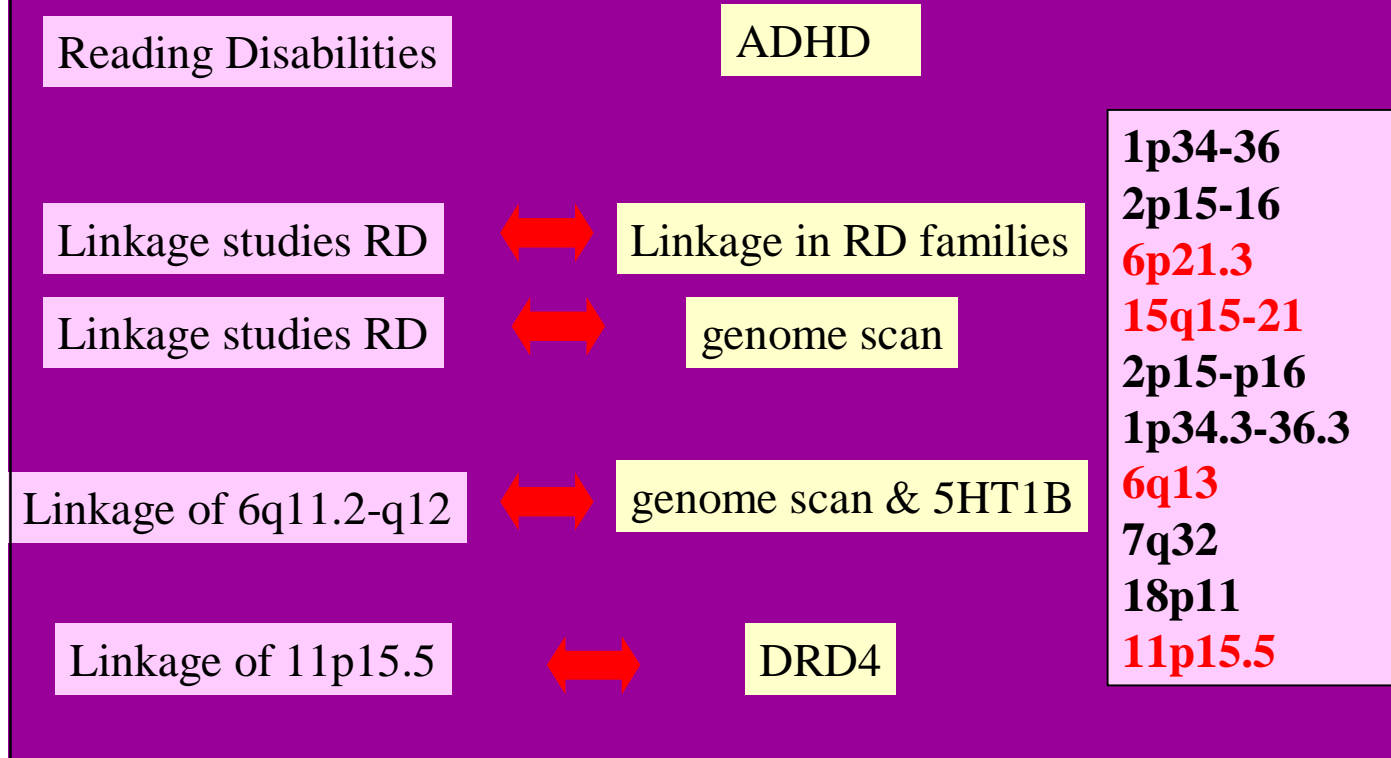 Reading Disabilities
ADHD
Linkage studies RD
Linkage in RD families
Linkage studies RD
genome scan
Linkage of 6q11.2-q12
genome scan & 5HT1B
Linkage of 11p15.5
DRD4
1p34-36
2p15-16
6p21.3
15q15-21
2p15-p16
1p34.3-36.3
6q13
7q32
18p11
11p15.5